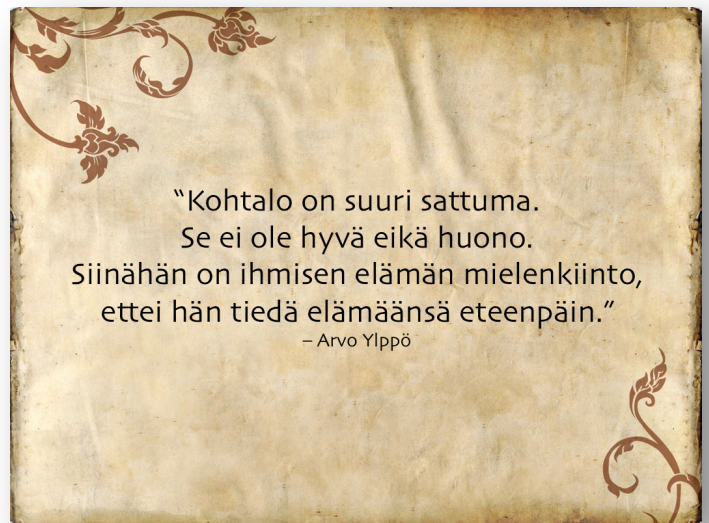 “Kohtalo on suuri sattuma.
Se ei ole hyvä eikä huono.
Siinähän on ihmisen elämän mielenkiinto,
ettei hän tiedä elämäänsä eteenpäin.”
– Arvo Ylppö